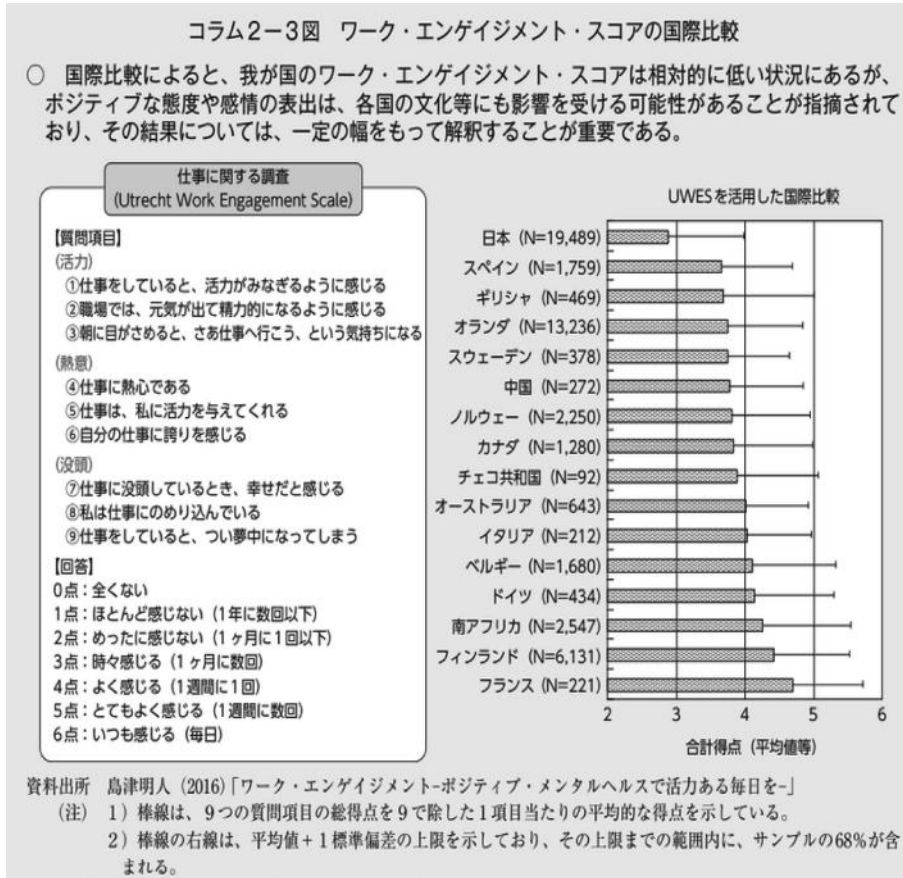 コラム2-3図 ワーク・エンゲイジメント・スコアの国際比較
○ 国際比較によると、我が国のワーク・エンゲイジメント・スコアは相対的に低い状況にあるが、
ポジティブな態度や感情の表出は、各国の文化等にも影響を受ける可能性があることが指摘されて
おり、その結果については、一定の幅をもって解釈することが重要である。
仕事に関する調査
(Utrecht Work Engagement Scale)
【質問項目】
(活力)
①仕事をしていると、活力がみなぎるように感じる
②職場では、元気が出て精力的になるように感じる
③朝に目がさめると、さあ仕事へ行こう、という気持ちになる
(熱意)
④仕事に熱心である
⑤仕事は、私に活力を与えてくれる
⑥自分の仕事に誇りを感じる
(没頭)
⑦仕事に没頭しているとき、幸せだと感じる
⑧私は仕事にのめり込んでいる
⑨仕事をしていると、つい夢中になってしまう
【回答】
0点：全くない
1点：ほとんど感じない（1年に数回以下）
2点：めったに感じない（1ヶ月に1回以下）
3点：時々感じる（1ヶ月に数回）
4点：よく感じる（1週間に1回）
5点：とてもよく感じる（1週間に数回）
6点：いつも感じる（毎日）
UWESを活用した国際比較
日本（N=19,489）
スペイン（N=1,759）
ギリシャ（N=469）
オランダ（N=13,236）
スウェーデン（N=378）
中国（N=272）
ノルウェー（N=2,250）
カナダ（N=1,280）
チェコ共和国（N=92）
オーストラリア（N=643）
イタリア（N=212）
ベルギー（N=1,680）
ドイツ（N=434）
南アフリカ（N=2,547）
フィンランド（N=6,131）
フランス（N=221）
2 3 4 5 6
合計得点（平均値等）
資料出所 島津明人（2016）「ワーク・エンゲイジメント-ポジティブ・メンタルヘルスで活力ある毎日を-」
（注） 1）棒線は、9つの質問項目の総得点を9で除した1項目当たりの平均的な得点を示している。
2）棒線の右線は、平均値+1標準偏差の上限を示しており、その上限までの範囲内に、サンプルの68%が含
まれる。